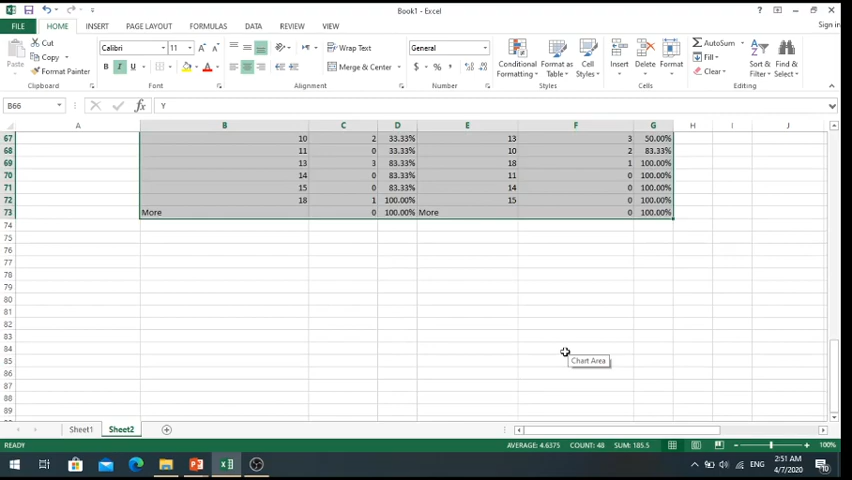 Book1 - Excel
FILE HOME INSERT PAGE LAYOUT FORMULAS DATA REVIEW VIEW Sign in
Cut
Copy
Format Painter
Paste
Clipboard
Calibri 11
B I U
Font
Wrap Text
Merge & Center
Alignment
General
$ % ,
Number
Conditional Formatting
Format as Table
Cell Styles
Styles
Insert Delete Format
Cells
AutoSum
Fill
Clear
Sort & Filter
Find & Select
Editing
B66 fx Y
A B C D E F G H I J
67 10 2 33.33% 13 3 50.00%
68 11 0 33.33% 10 2 83.33%
69 13 3 83.33% 18 1 100.00%
70 14 0 83.33% 11 0 100.00%
71 15 0 83.33% 14 0 100.00%
72 18 1 100.00% 15 0 100.00%
73 More 0 100.00% More 0 100.00%
74
75
76
77
78
79
80
81
82
83
84
85 Chart Area
86
87
88
89
Sheet1 Sheet2
READY AVERAGE: 4.6375 COUNT: 48 SUM: 185.5 100%
ENG 2:51 AM
4/7/2020
10